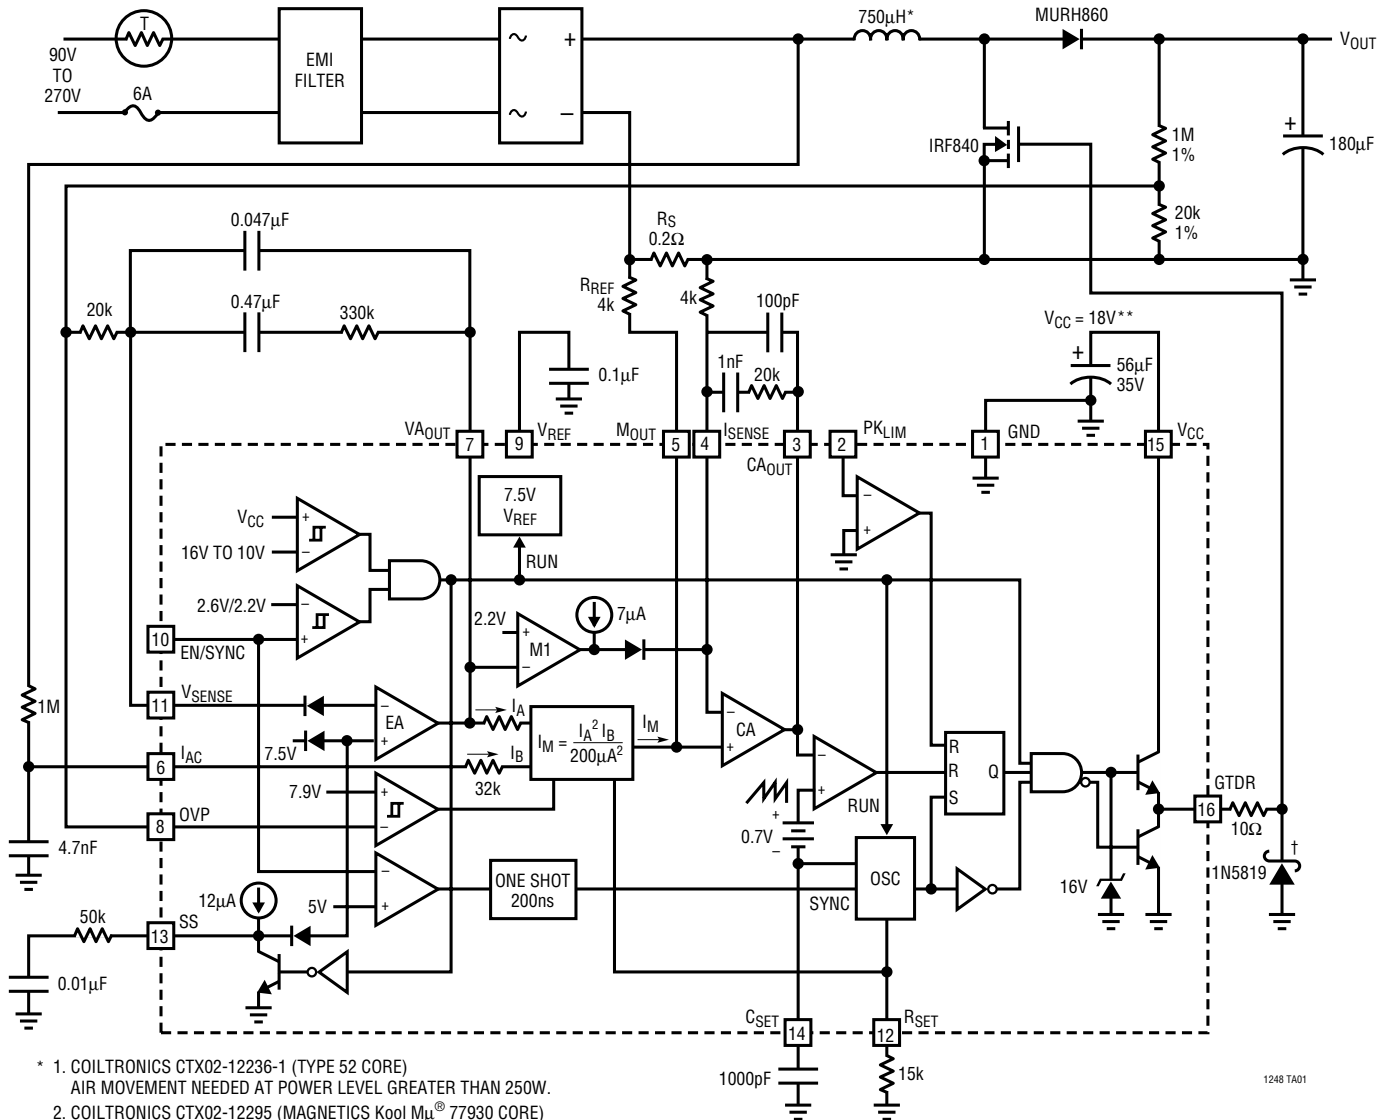 750µH*
MURH860
VOUT
T
90V
TO
270V
6A
EMI
FILTER
~
+
~
–
IRF840
1M
1%
+
180µF
20k
1%
RS
0.2Ω
0.047µF
RREF
4k
4k
100pF
20k
0.47µF
330k
VCC = 18V**
+
56µF
35V
0.1µF
1nF
20k
VAOUT
7
9
VREF
MOUT
5
4
ISENSE
3
CAOUT
2
PKLIM
1
GND
15
VCC
7.5V
VREF
RUN
VCC
+
16V TO 10V
–
2.6V/2.2V
–
+
10
EN/SYNC
2.2V
+
M1
–
7µA
–
+
1M
11
VSENSE
–
EA
+
7.5V
IA
IB
32k
IM = IA² IB / 200µA²
IM
–
CA
+
6
IAC
7.9V
+
–
8
OVP
4.7nF
–
+
5V
ONE SHOT
200ns
–
+
RUN
+
0.7V
–
R
R
S
Q
OSC
SYNC
16V
GTDR
16
10Ω
†
1N5819
12µA
50k
13
SS
0.01µF
CSET
14
RSET
12
1000pF
15k
* 1. COILTRONICS CTX02-12236-1 (TYPE 52 CORE)
AIR MOVEMENT NEEDED AT POWER LEVEL GREATER THAN 250W.
2. COILTRONICS CTX02-12295 (MAGNETICS Kool Mµ® 77930 CORE)
1248 TA01